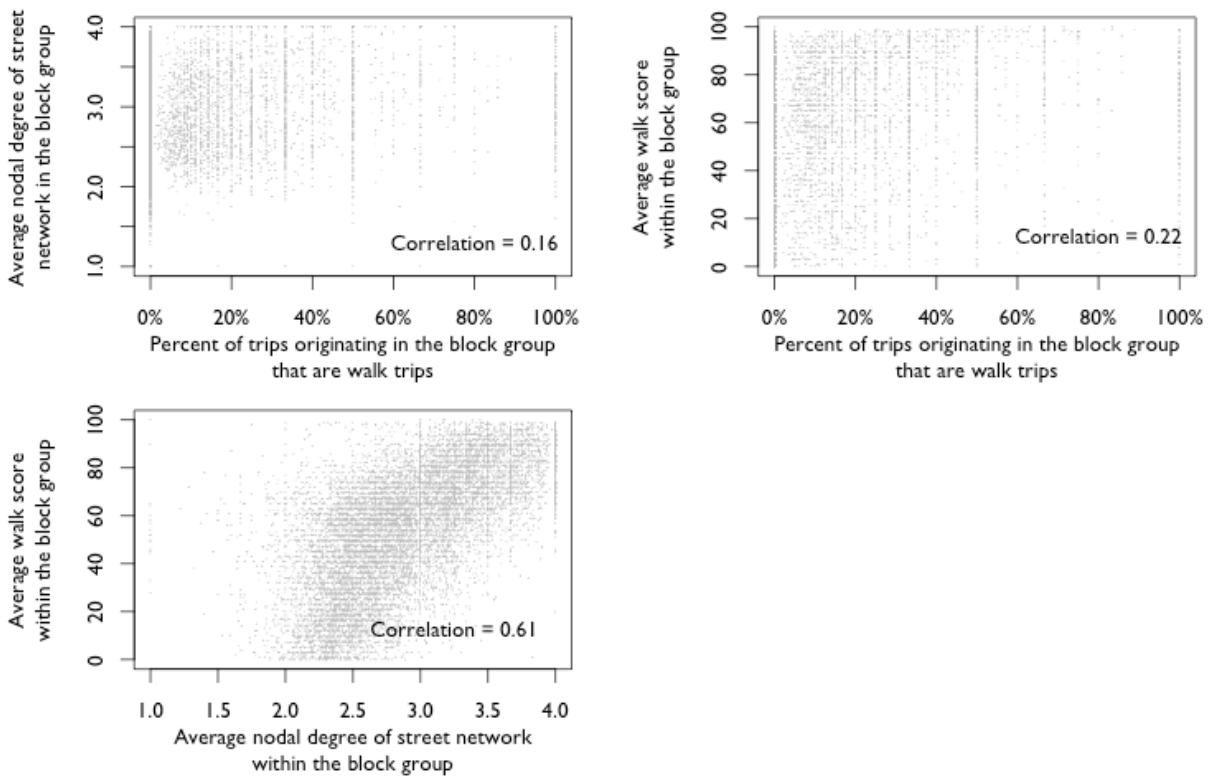 Average nodal degree of street
network in the block group
4.0
3.0
2.0
1.0
Correlation = 0.16
0% 20% 40% 60% 80% 100%
Percent of trips originating in the block group
that are walk trips
Average walk score
within the block group
100
80
60
40
20
0
Correlation = 0.22
0% 20% 40% 60% 80% 100%
Percent of trips originating in the block group
that are walk trips
Average walk score
within the block group
100
80
60
40
20
0
Correlation = 0.61
1.0 1.5 2.0 2.5 3.0 3.5 4.0
Average nodal degree of street network
within the block group